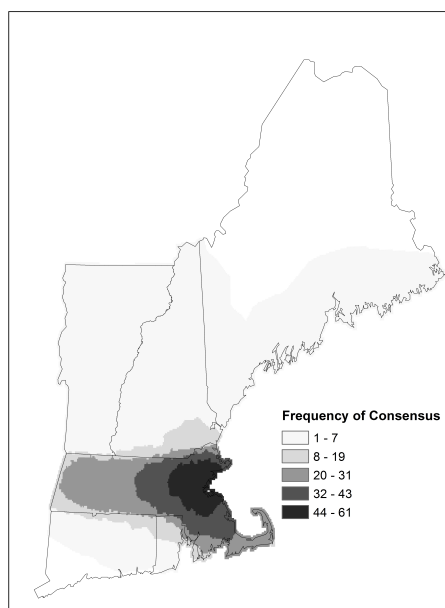 Frequency of Consensus
1 - 7
8 - 19
20 - 31
32 - 43
44 - 61